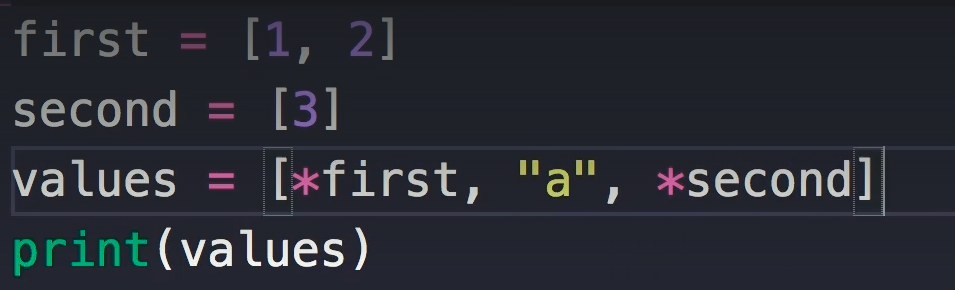 first = [1, 2]
second = [3]
values = [*first, "a", *second]
print(values)